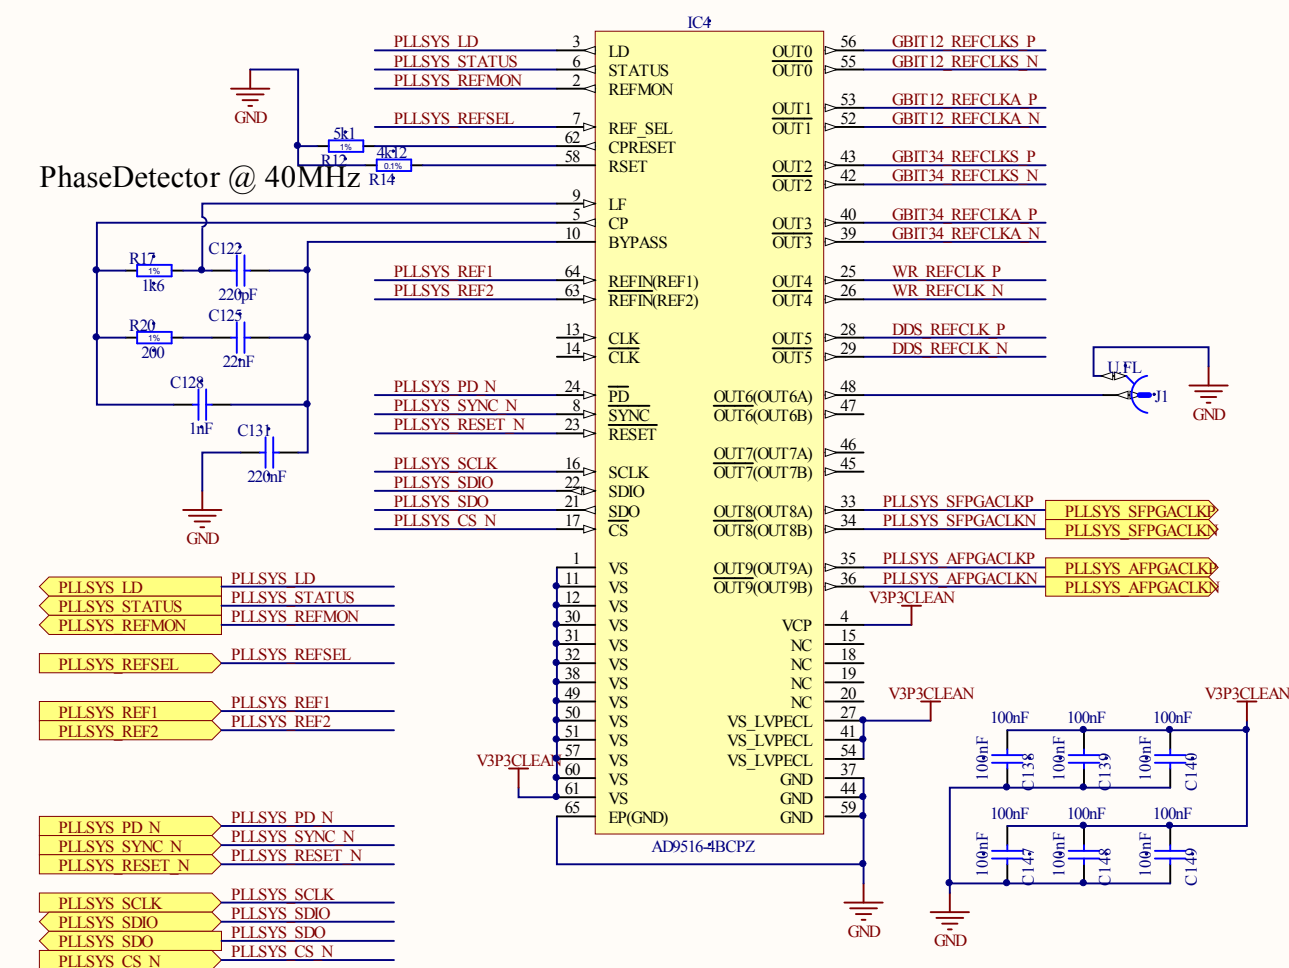 IC4
PLLSYS_LD 3 LD OUT0 56 GBIT12_REFCLKS_P
PLLSYS_STATUS 6 STATUS OUT0 55 GBIT12_REFCLKS_N
PLLSYS_REFMON 2 REFMON
GND
OUT1 53 GBIT12_REFCLKA_P
PLLSYS_REFSEL 7 REF_SEL OUT1 52 GBIT12_REFCLKA_N
5k1 1% R12 62 CPRESET
4k12 0.1% R14 58 RSET OUT2 43 GBIT34_REFCLKS_P
OUT2 42 GBIT34_REFCLKS_N
PhaseDetector @ 40MHz
9 LF
5 CP OUT3 40 GBIT34_REFCLKA_P
10 BYPASS OUT3 39 GBIT34_REFCLKA_N
R17 1% 1k6 C122 220pF
PLLSYS_REF1 64 REFIN(REF1) OUT4 25 WR_REFCLK_P
PLLSYS_REF2 63 REFIN(REF2) OUT4 26 WR_REFCLK_N
R20 1% 200 C125 22nF
13 CLK OUT5 28 DDS_REFCLK_P
14 CLK OUT5 29 DDS_REFCLK_N
C128 1nF
U.FL J1 GND
PLLSYS_PD_N 24 PD OUT6(OUT6A) 48
PLLSYS_SYNC_N 8 SYNC OUT6(OUT6B) 47
PLLSYS_RESET_N 23 RESET
C131 220nF
OUT7(OUT7A) 46
PLLSYS_SCLK 16 SCLK OUT7(OUT7B) 45
PLLSYS_SDIO 22 SDIO
PLLSYS_SDO 21 SDO OUT8(OUT8A) 33 PLLSYS_SFPGACLKP PLLSYS_SFPGACLKP
PLLSYS_CS_N 17 CS OUT8(OUT8B) 34 PLLSYS_SFPGACLKN PLLSYS_SFPGACLKN
GND
1 VS OUT9(OUT9A) 35 PLLSYS_AFPGACLKP PLLSYS_AFPGACLKP
11 VS OUT9(OUT9B) 36 PLLSYS_AFPGACLKN PLLSYS_AFPGACLKN
12 VS V3P3CLEAN
30 VS VCP 4
31 VS NC 15
32 VS NC 18
38 VS NC 19
49 VS NC 20
50 VS VS_LVPECL 27 V3P3CLEAN
51 VS VS_LVPECL 41
57 VS VS_LVPECL 54
V3P3CLEAN
60 VS GND 37
61 VS GND 44
65 EP(GND) GND 59
AD9516-4BCPZ
GND
PLLSYS_LD PLLSYS_LD
PLLSYS_STATUS PLLSYS_STATUS
PLLSYS_REFMON PLLSYS_REFMON
PLLSYS_REFSEL PLLSYS_REFSEL
PLLSYS_REF1 PLLSYS_REF1
PLLSYS_REF2 PLLSYS_REF2
PLLSYS_PD_N PLLSYS_PD_N
PLLSYS_SYNC_N PLLSYS_SYNC_N
PLLSYS_RESET_N PLLSYS_RESET_N
PLLSYS_SCLK PLLSYS_SCLK
PLLSYS_SDIO PLLSYS_SDIO
PLLSYS_SDO PLLSYS_SDO
PLLSYS_CS_N PLLSYS_CS_N
V3P3CLEAN
100nF 100nF 100nF
100nF C138 100nF C139 100nF C140
100nF 100nF 100nF
100nF C147 100nF C148 100nF C149
GND